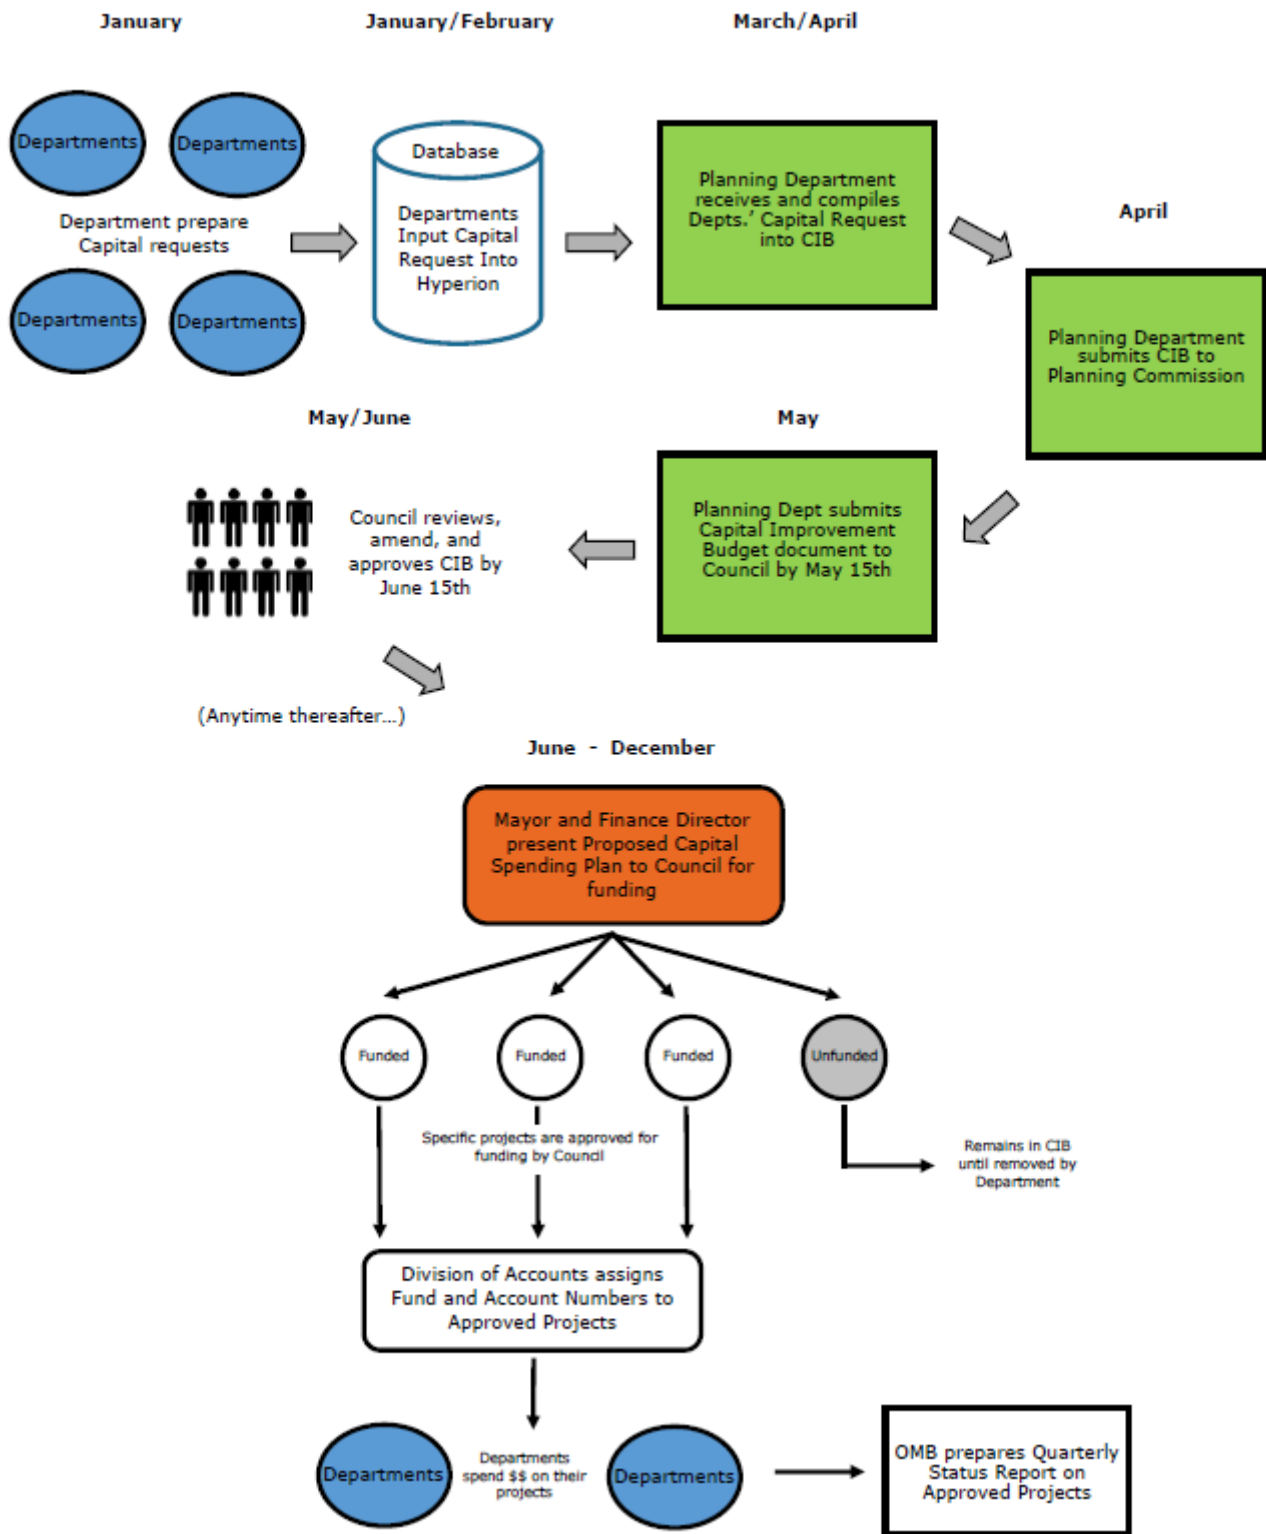 January
January/February
March/April
Departments
Departments
Department prepare
Capital requests
Departments
Departments
Database
Departments
Input Capital
Request Into
Hyperion
Planning Department
receives and compiles
Depts.’ Capital Request
into CIB
April
Planning Department
submits CIB to
Planning Commission
May/June
May
Council reviews,
amend, and
approves CIB by
June 15th
Planning Dept submits
Capital Improvement
Budget document to
Council by May 15th
(Anytime thereafter…)
June - December
Mayor and Finance Director
present Proposed Capital
Spending Plan to Council for
funding
Funded
Funded
Funded
Unfunded
Specific projects are approved for
funding by Council
Remains in CIB
until removed by
Department
Division of Accounts assigns
Fund and Account Numbers to
Approved Projects
Departments
Departments
spend $$ on their
projects
Departments
OMB prepares Quarterly
Status Report on
Approved Projects